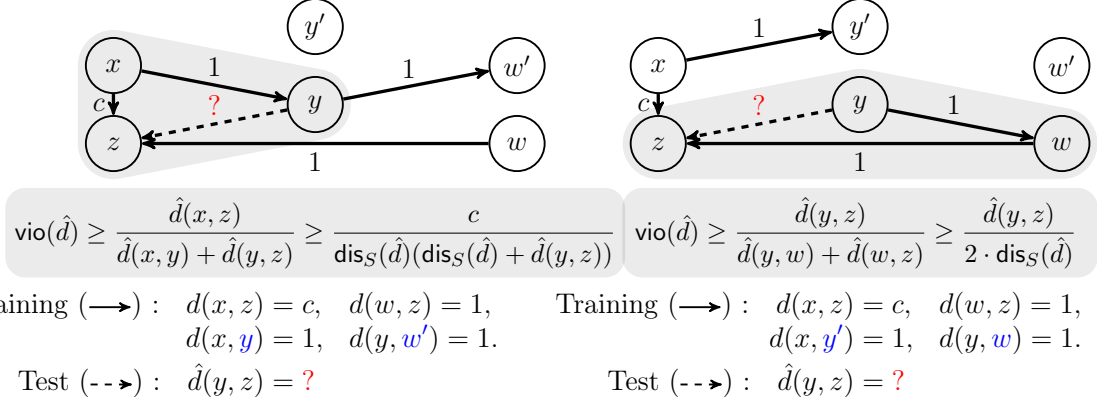 y′
x 1 1 w′
c ? y
z w
1
vio(d̂) ≥ d̂(x, z) / (d̂(x, y) + d̂(y, z)) ≥ c / (dis_S(d̂)(dis_S(d̂) + d̂(y, z)))
aining (→) : d(x, z) = c, d(w, z) = 1,
d(x, y) = 1, d(y, w′) = 1.
Test (-->) : d̂(y, z) = ?
1 y′
x w′
c ? y 1
z w
1
vio(d̂) ≥ d̂(y, z) / (d̂(y, w) + d̂(w, z)) ≥ d̂(y, z) / (2 · dis_S(d̂))
Training (→) : d(x, z) = c, d(w, z) = 1,
d(x, y′) = 1, d(y, w) = 1.
Test (-->) : d̂(y, z) = ?